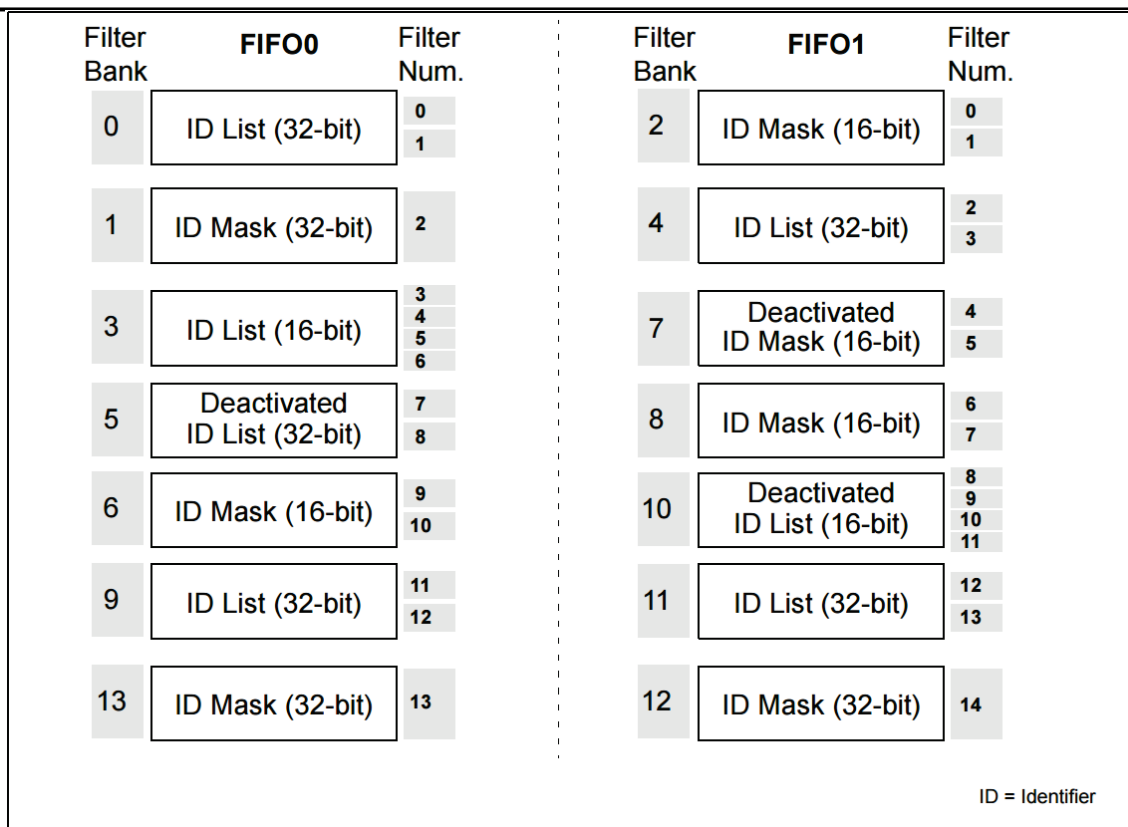 Filter Bank
FIFO0
Filter Num.
0
ID List (32-bit)
0
1
1
ID Mask (32-bit)
2
3
ID List (16-bit)
3
4
5
6
5
Deactivated
ID List (32-bit)
7
8
6
ID Mask (16-bit)
9
10
9
ID List (32-bit)
11
12
13
ID Mask (32-bit)
13
Filter Bank
FIFO1
Filter Num.
2
ID Mask (16-bit)
0
1
4
ID List (32-bit)
2
3
7
Deactivated
ID Mask (16-bit)
4
5
8
ID Mask (16-bit)
6
7
10
Deactivated
ID List (16-bit)
8
9
10
11
11
ID List (32-bit)
12
13
12
ID Mask (32-bit)
14
ID = Identifier